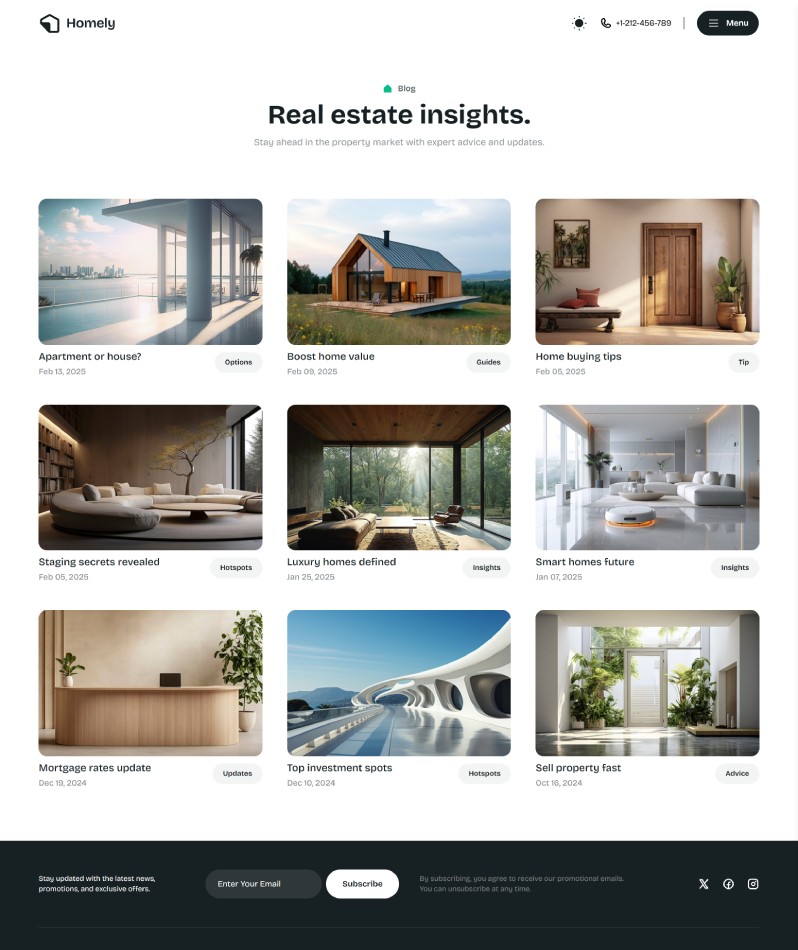 Homely
+1-212-456-789
Menu
Blog
Real estate insights.
Stay ahead in the property market with expert advice and updates.
Apartment or house?
Feb 13, 2025
Options
Boost home value
Feb 09, 2025
Guides
Home buying tips
Feb 05, 2025
Tip
Staging secrets revealed
Feb 05, 2025
Hotspots
Luxury homes defined
Jan 25, 2025
Insights
Smart homes future
Jan 07, 2025
Insights
Mortgage rates update
Dec 19, 2024
Updates
Top investment spots
Dec 10, 2024
Hotspots
Sell property fast
Oct 16, 2024
Advice
Stay updated with the latest news,
promotions, and exclusive offers.
Enter Your Email
Subscribe
By subscribing, you agree to receive our promotional emails.
You can unsubscribe at any time.